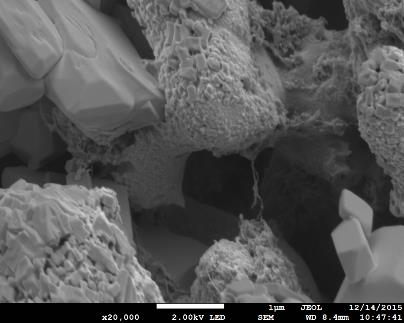 1μm JEOL 12/14/2015
x20,000 2.00kV LED SEM WD 8.4mm 10:47:41